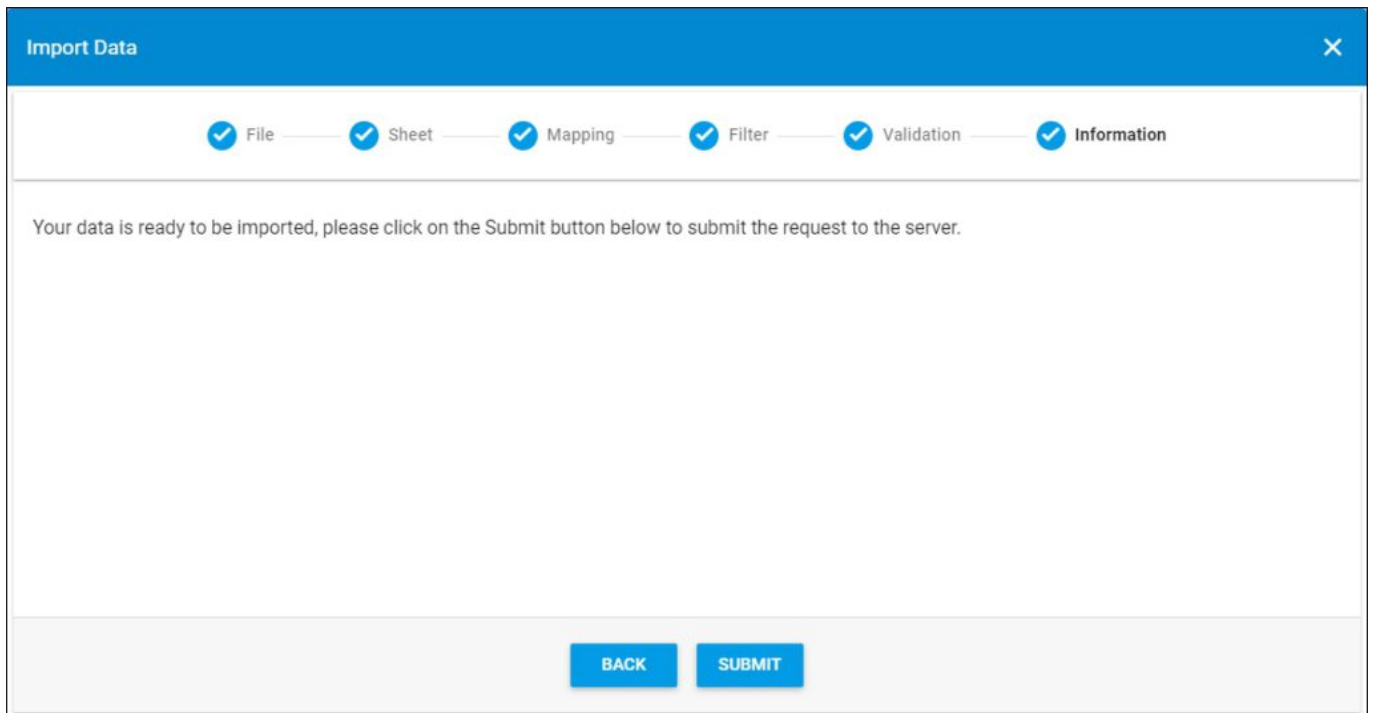 Import Data
File Sheet Mapping Filter Validation Information
Your data is ready to be imported, please click on the Submit button below to submit the request to the server.
BACK SUBMIT